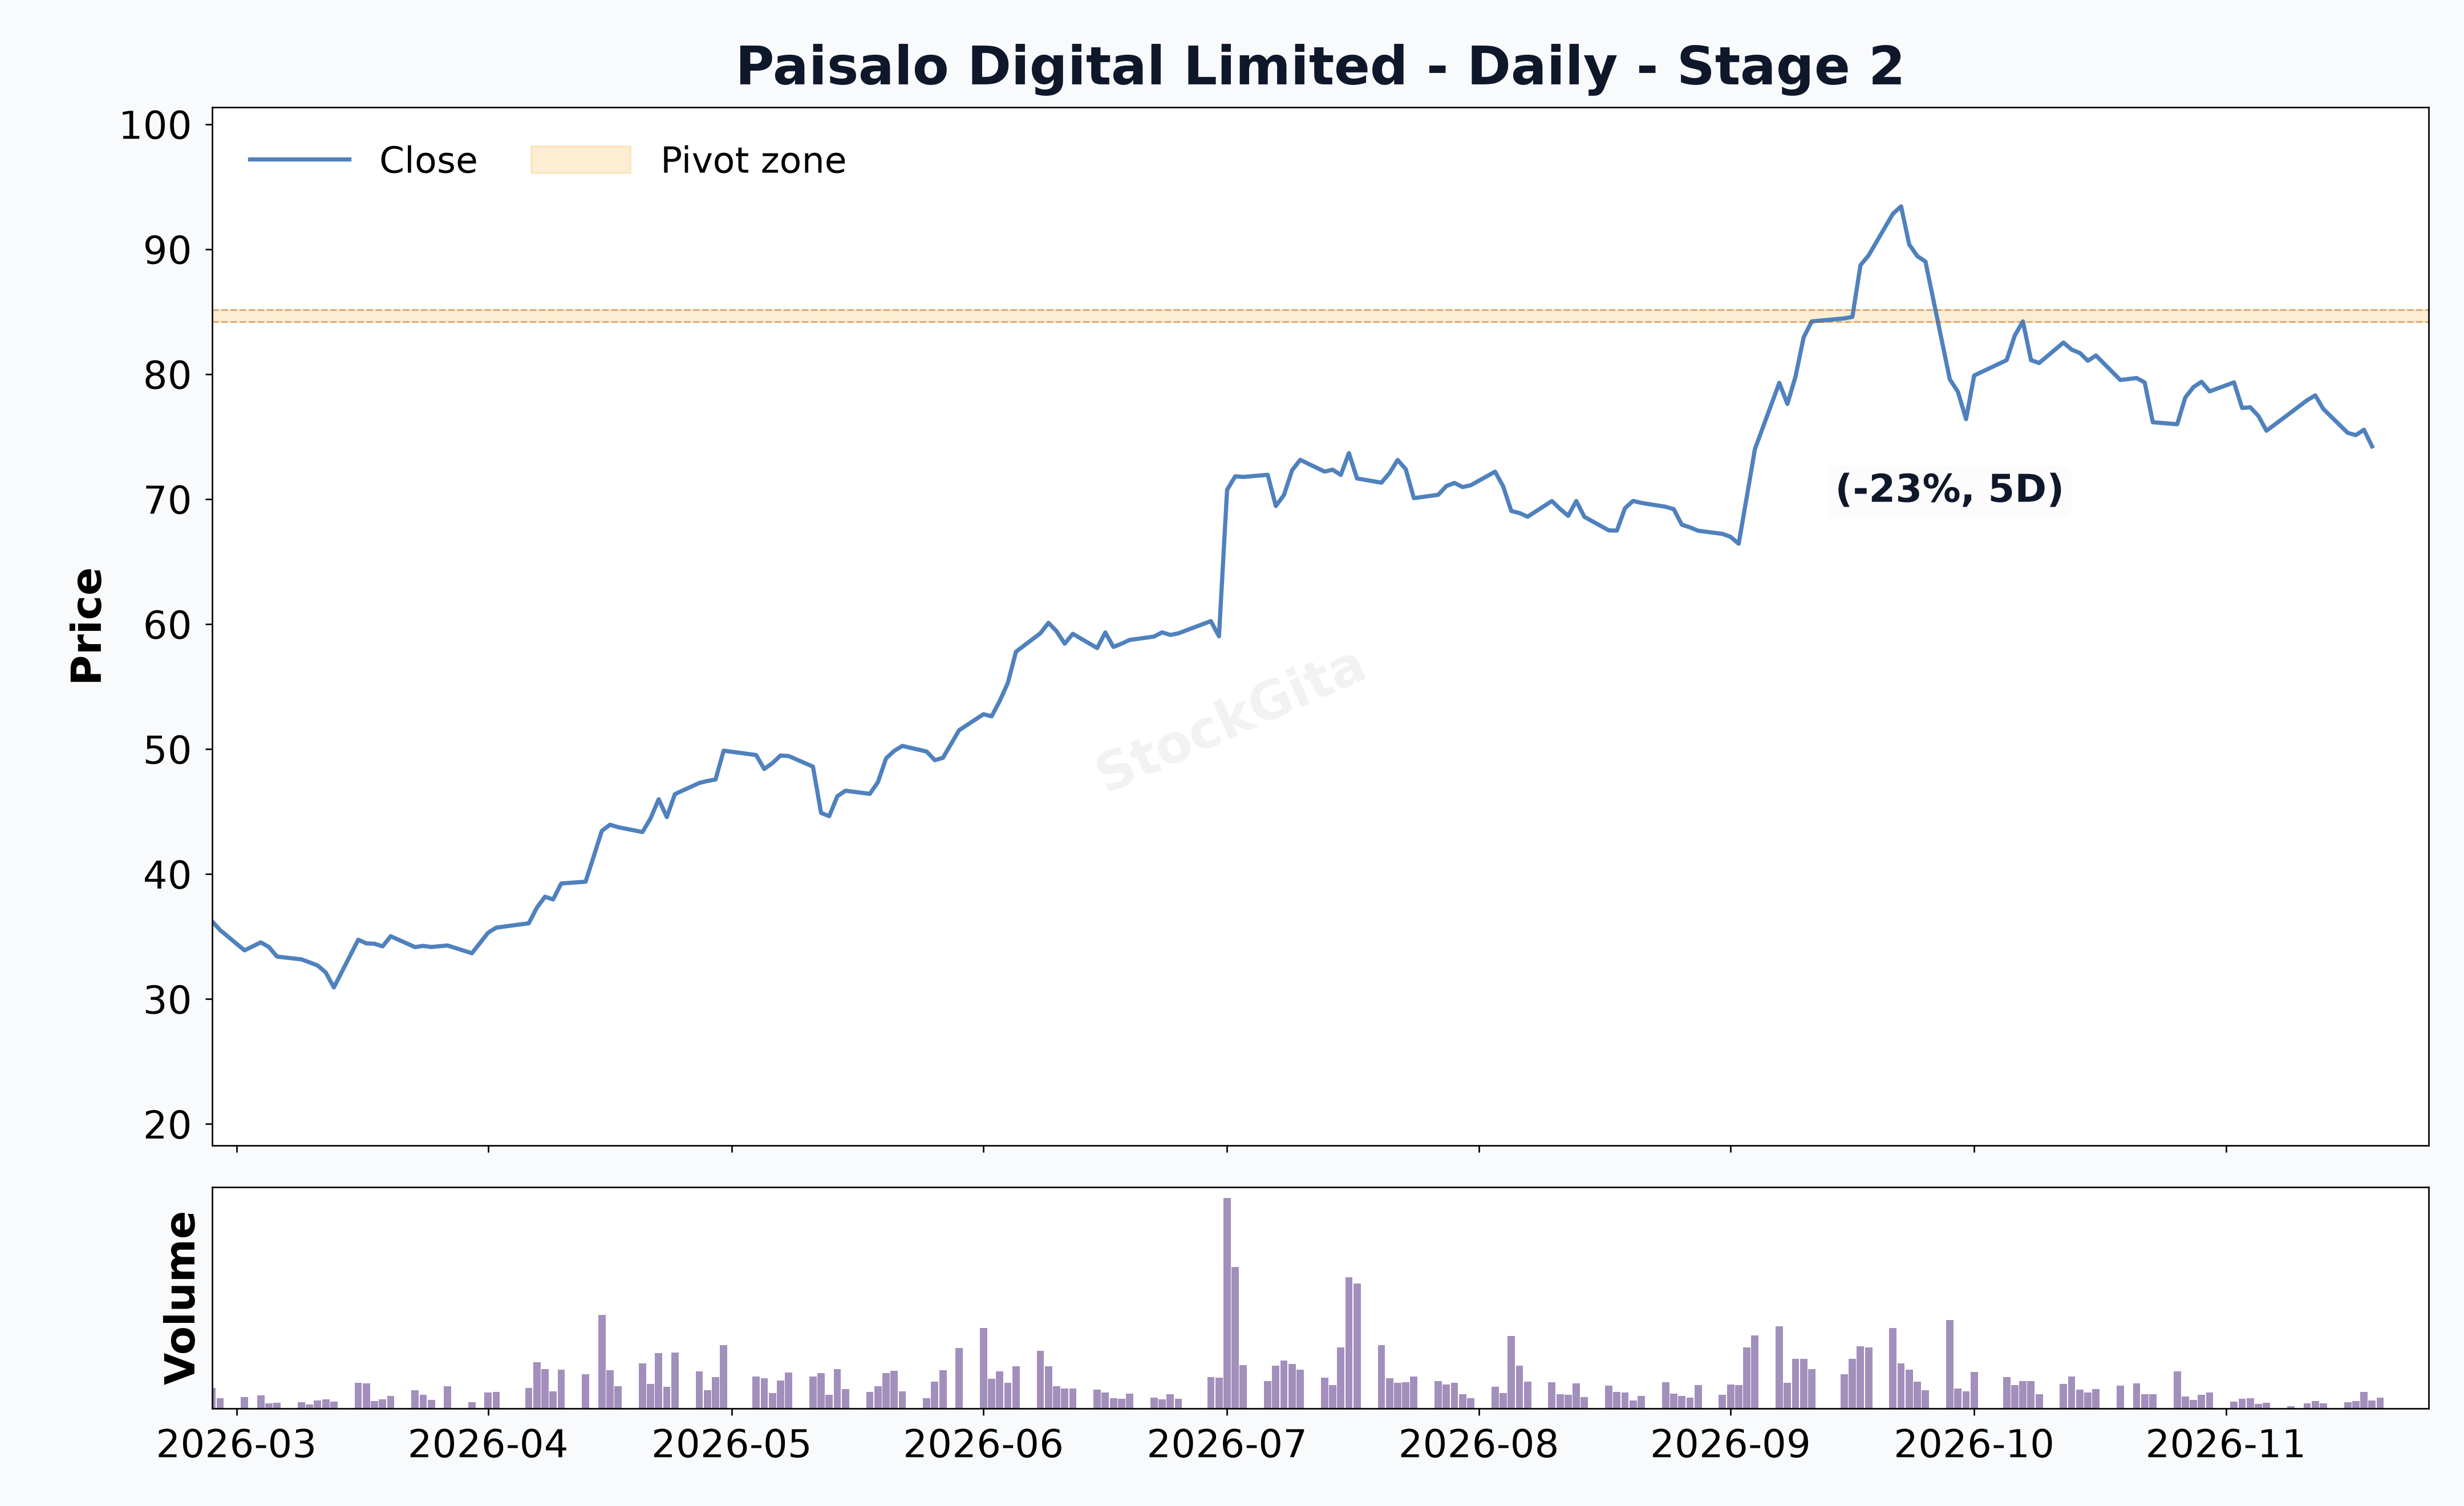 Paisalo Digital Limited - Daily - Stage 2
Close
Pivot zone
100
90
80
70
60
50
40
30
20
Price
(-23%, 5D)
StockGita
Volume
2026-03
2026-04
2026-05
2026-06
2026-07
2026-08
2026-09
2026-10
2026-11